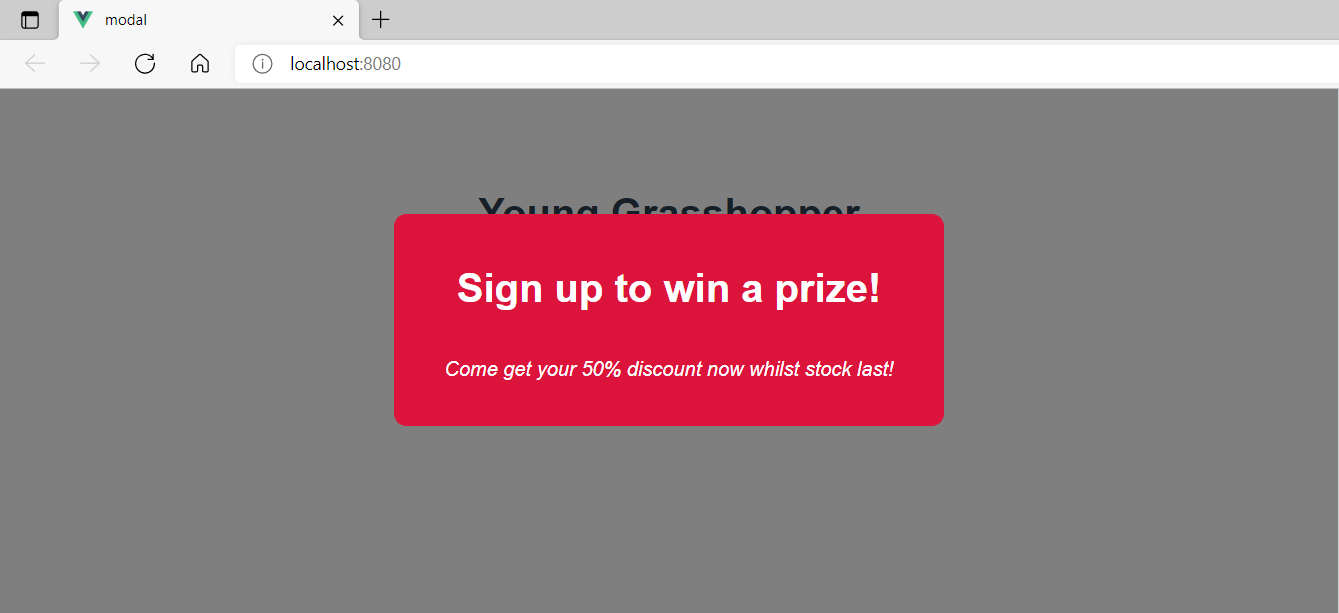 modal
localhost:8080
Young Grasshopper
Sign up to win a prize!
Come get your 50% discount now whilst stock last!